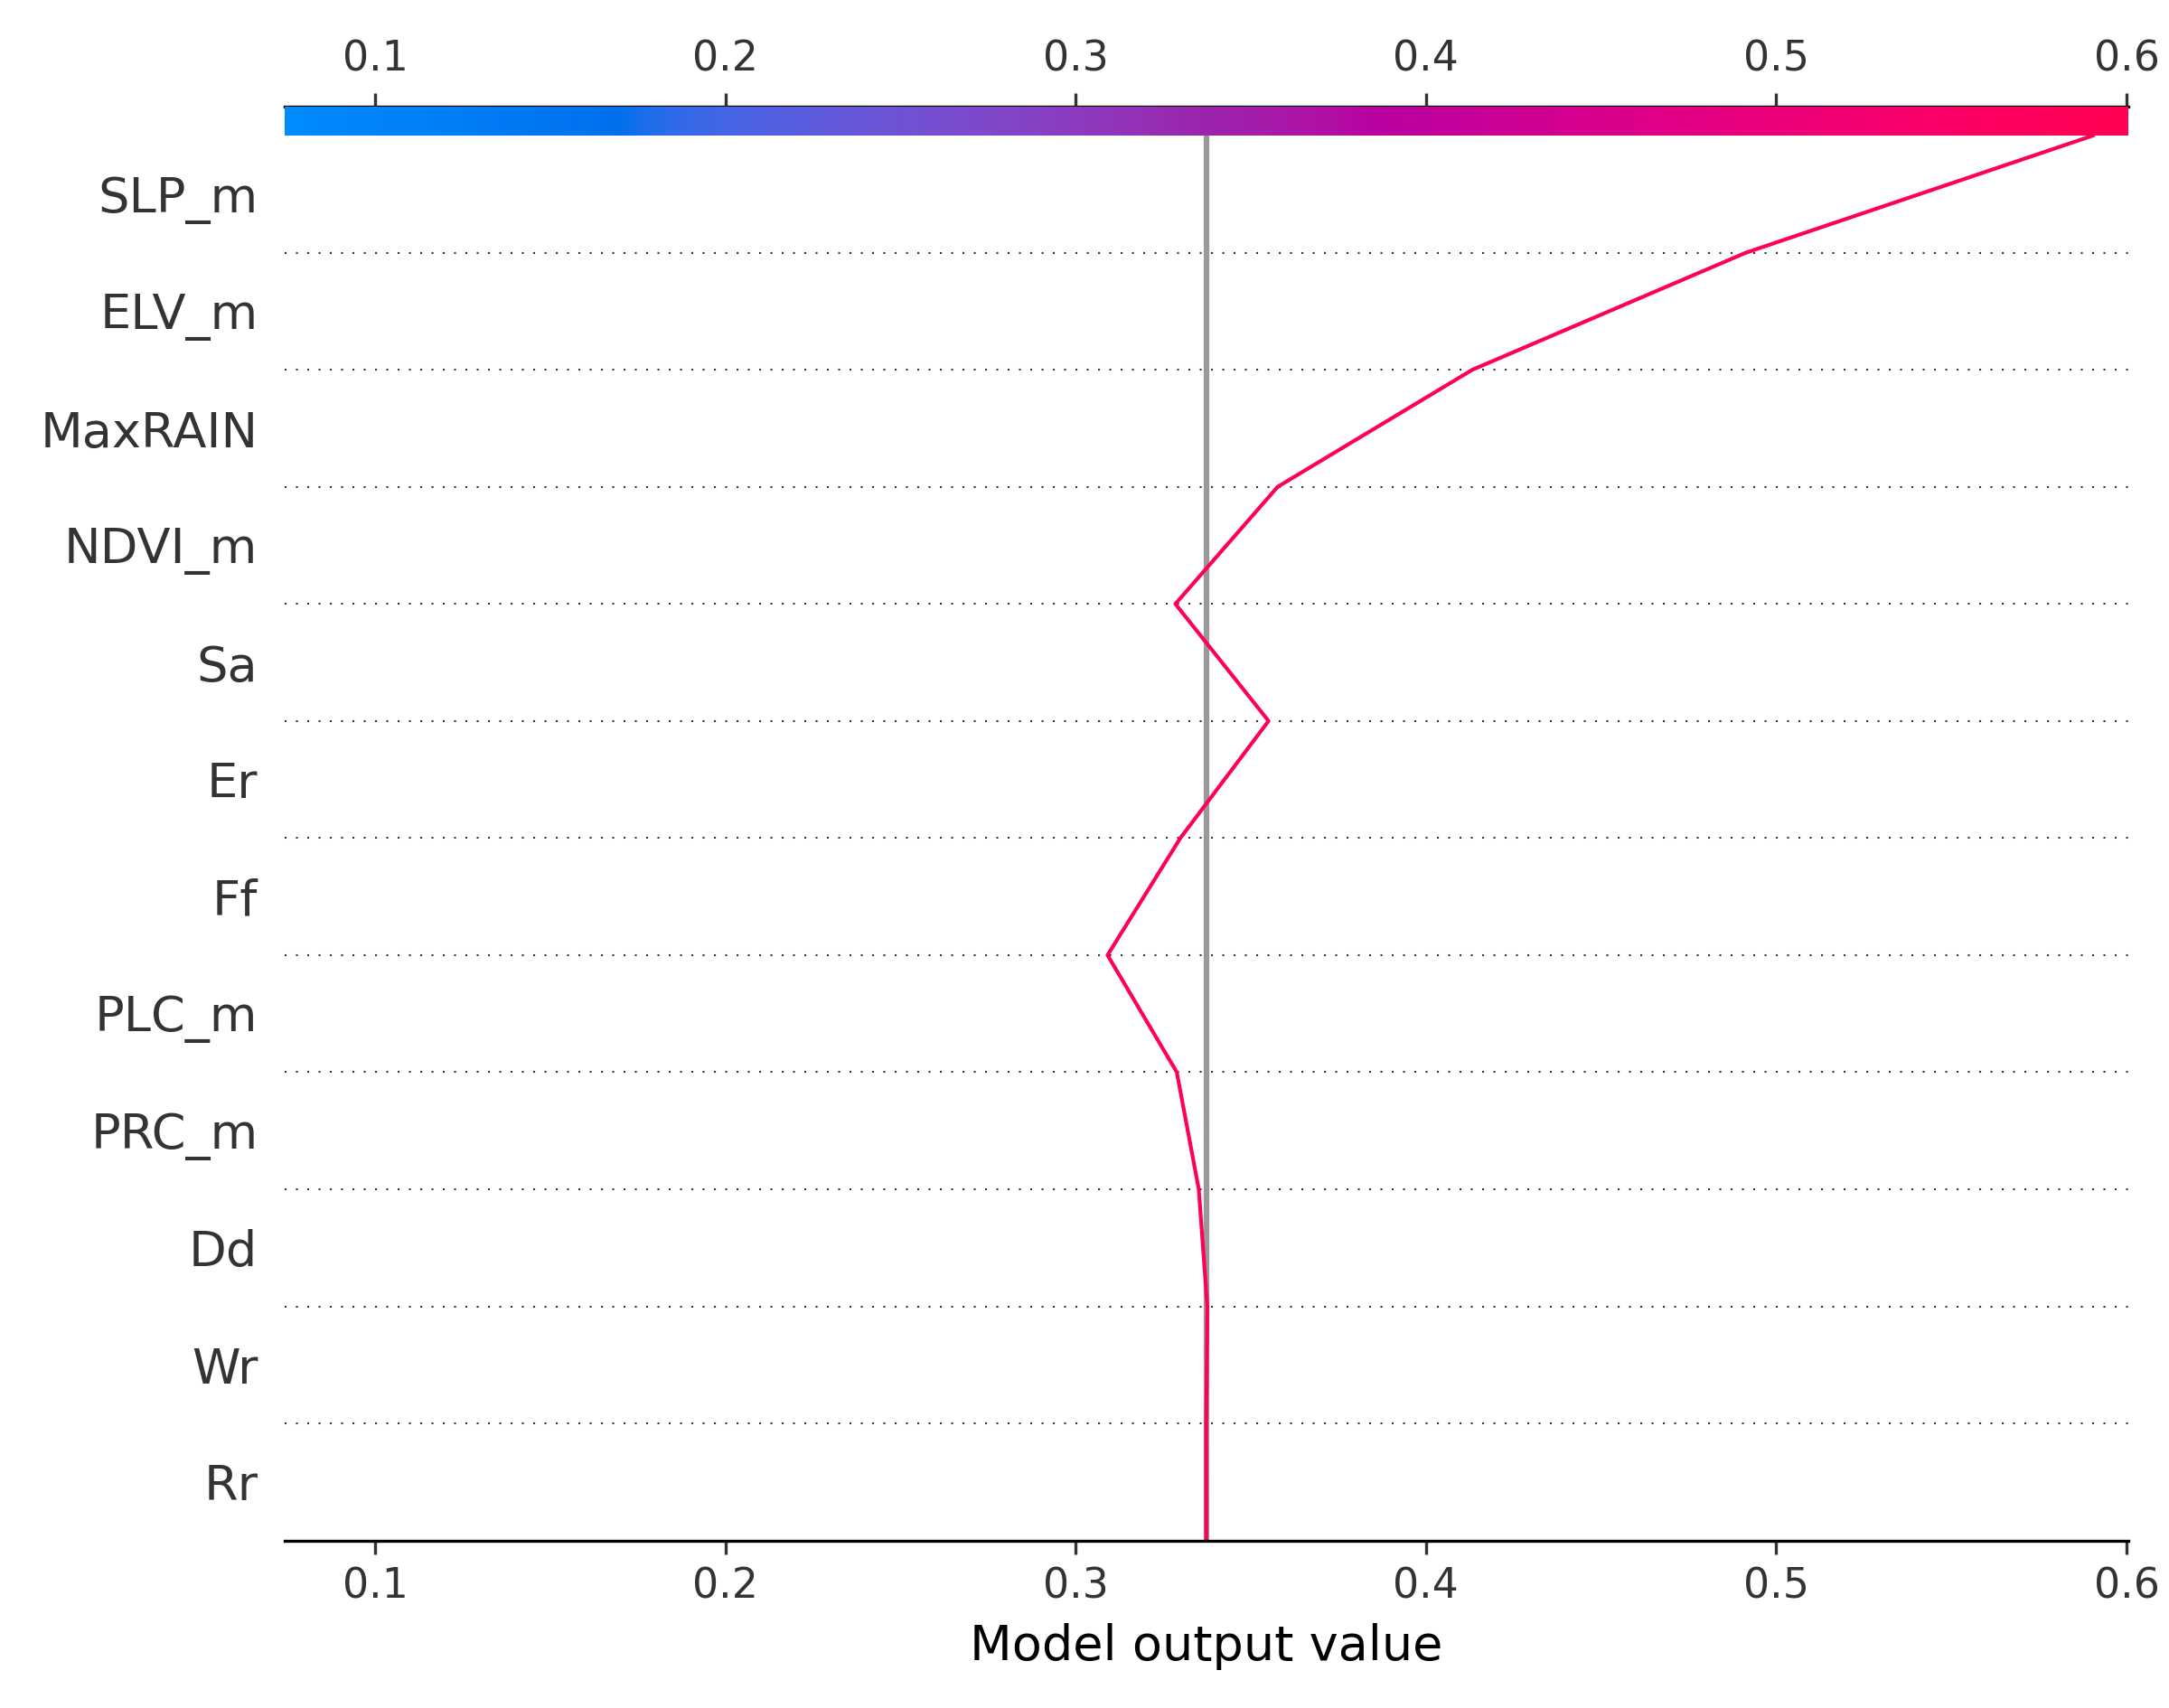 0.1 0.2 0.3 0.4 0.5 0.6
SLP_m
ELV_m
MaxRAIN
NDVI_m
Sa
Er
Ff
PLC_m
PRC_m
Dd
Wr
Rr
0.1 0.2 0.3 0.4 0.5 0.6
Model output value